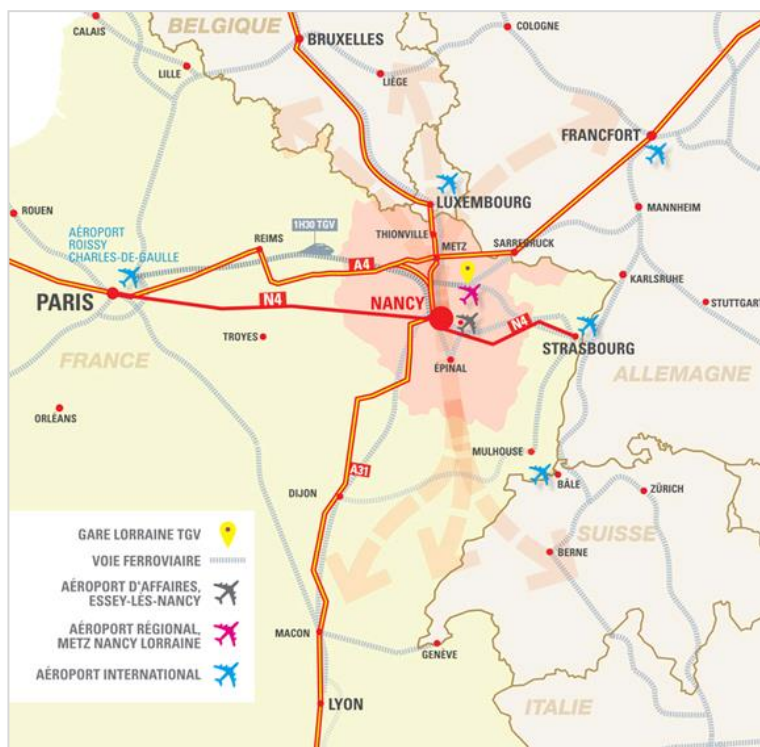 BELGIQUE
CALAIS
BRUXELLES
COLOGNE
LILLE
LIÈGE
FRANCFORT
LUXEMBOURG
MANNHEIM
ROUEN
AÉROPORT
ROISSY
CHARLES-DE-GAULLE
1H30 TGV
REIMS
THIONVILLE
METZ
SARREBRUCK
A4
KARLSRUHE
PARIS
N4
NANCY
N4
STUTTGART
TROYES
STRASBOURG
FRANCE
ÉPINAL
ALLEMAGNE
ORLÉANS
A31
MULHOUSE
BÂLE
ZÜRICH
DIJON
SUISSE
BERNE
GARE LORRAINE TGV
VOIE FERROVIAIRE
AÉROPORT D'AFFAIRES,
ESSEY-LÈS-NANCY
AÉROPORT RÉGIONAL,
METZ NANCY LORRAINE
AÉROPORT INTERNATIONAL
MACON
GENÈVE
LYON
ITALIE